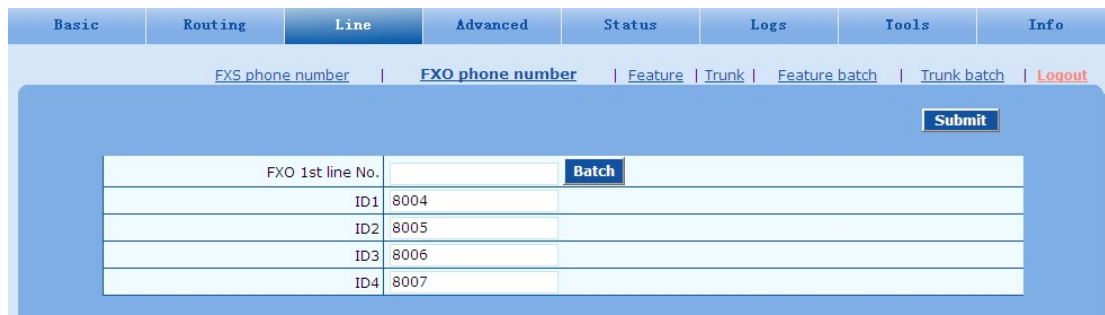 Basic Routing Line Advanced Status Logs Tools Info
FXS phone number | FXO phone number | Feature | Trunk | Feature batch | Trunk batch | Logout
Submit
FXO 1st line No. Batch
ID1 8004
ID2 8005
ID3 8006
ID4 8007